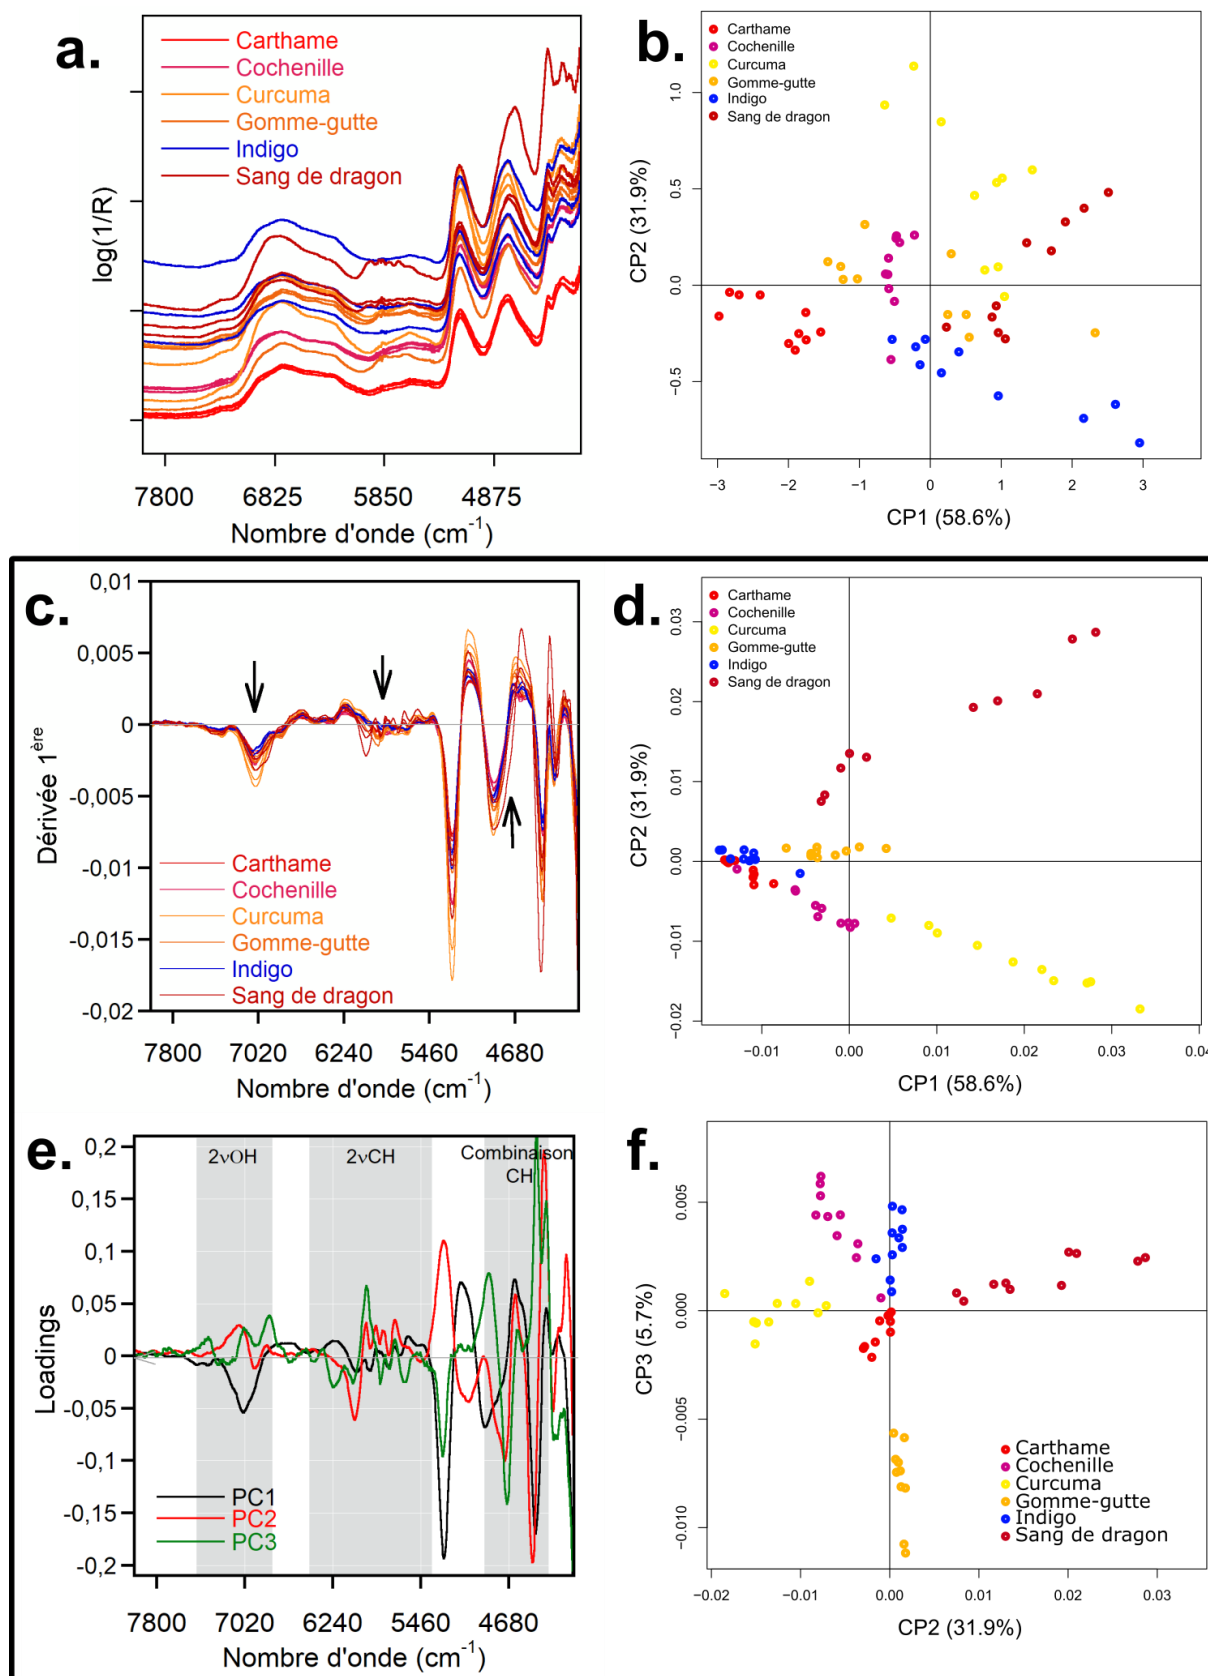 a.
Carthame
Cochenille
Curcuma
Gomme-gutte
Indigo
Sang de dragon
log(1/R)
7800 6825 5850 4875
Nombre d'onde (cm⁻¹)
b.
Carthame
Cochenille
Curcuma
Gomme-gutte
Indigo
Sang de dragon
CP2 (31.9%)
1.0
0.5
0.0
−0.5
−3 −2 −1 0 1 2 3
CP1 (58.6%)
c.
0,01
0,005
0
-0,005
-0,01
-0,015
-0,02
Dérivée 1ère
Carthame
Cochenille
Curcuma
Gomme-gutte
Indigo
Sang de dragon
7800 7020 6240 5460 4680
Nombre d'onde (cm⁻¹)
d.
Carthame
Cochenille
Curcuma
Gomme-gutte
Indigo
Sang de dragon
CP2 (31.9%)
0.03
0.02
0.01
0.00
−0.01
−0.02
−0.01 0.00 0.01 0.02 0.03 0.04
CP1 (58.6%)
e.
2νOH 2νCH Combinaison
CH
0,2
0,15
0,1
0,05
0
-0,05
-0,1
-0,15
-0,2
Loadings
PC1
PC2
PC3
7800 7020 6240 5460 4680
Nombre d'onde (cm⁻¹)
f.
CP3 (5.7%)
0.005
0.000
−0.005
−0.010
Carthame
Cochenille
Curcuma
Gomme-gutte
Indigo
Sang de dragon
−0.02 −0.01 0.00 0.01 0.02 0.03
CP2 (31.9%)